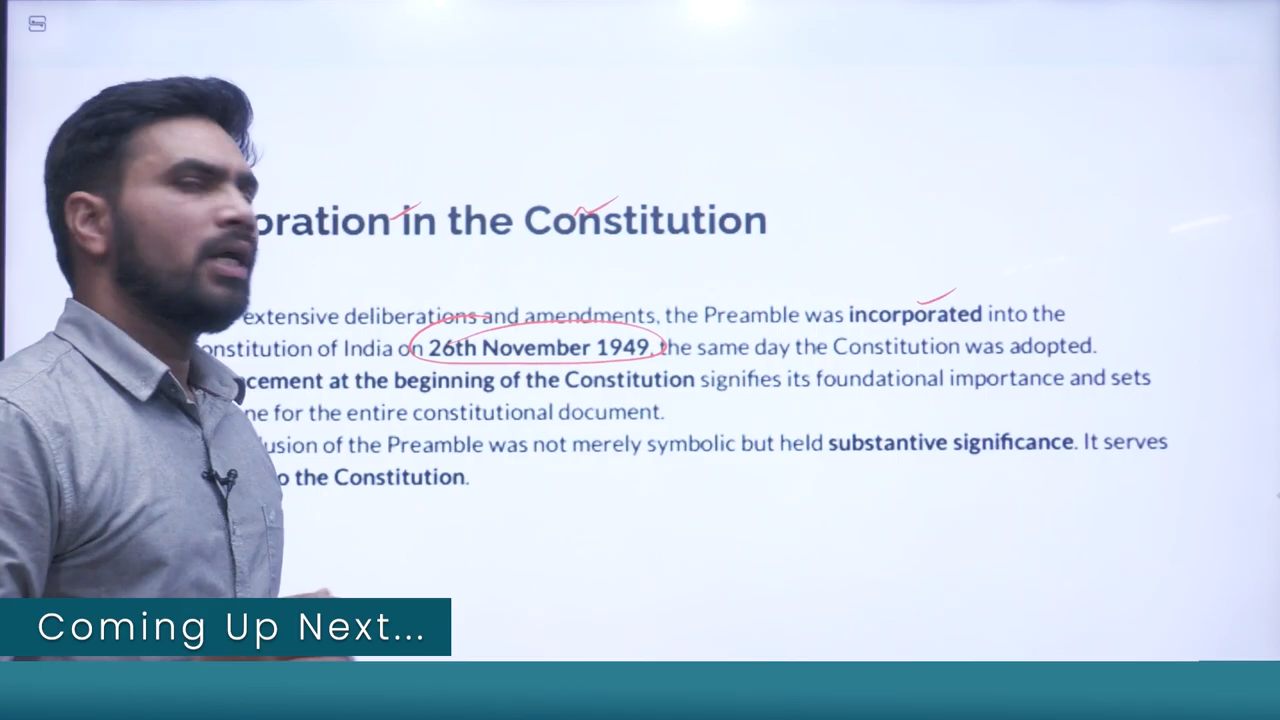 oration in the Constitution
extensive deliberations and amendments, the Preamble was incorporated into the
onstitution of India on 26th November 1949, the same day the Constitution was adopted.
cement at the beginning of the Constitution signifies its foundational importance and sets
ne for the entire constitutional document.
lusion of the Preamble was not merely symbolic but held substantive significance. It serves
o the Constitution.
Coming Up Next...